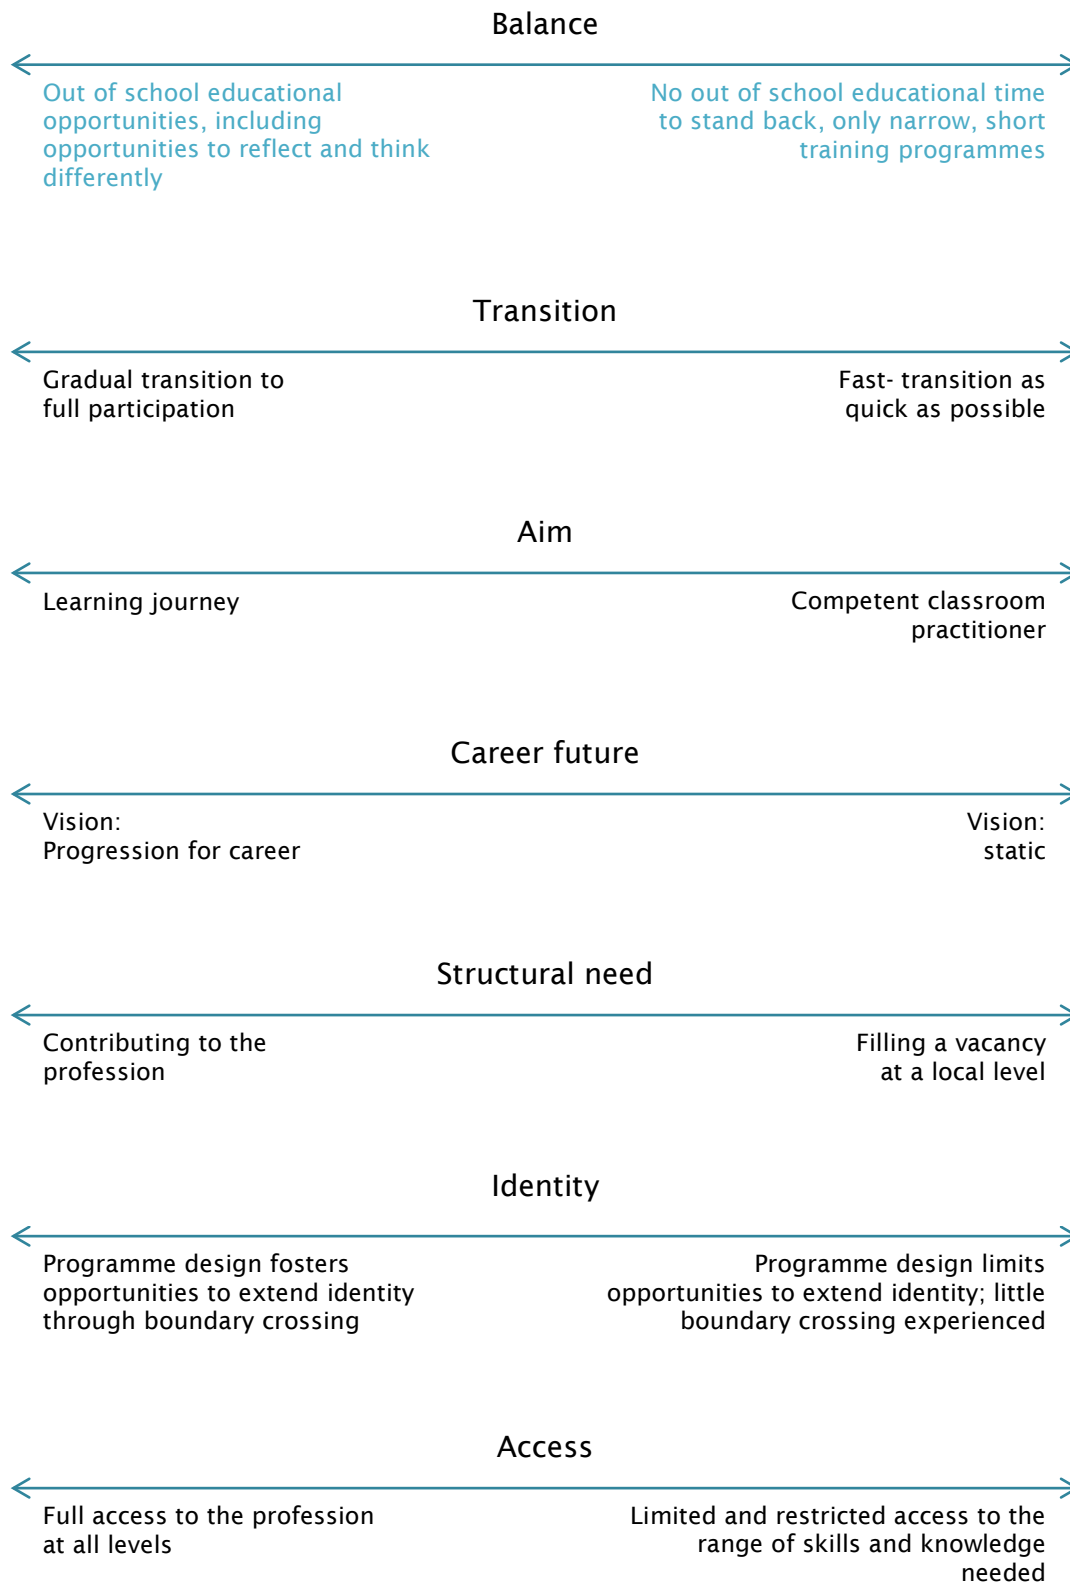 Balance
Out of school educational
opportunities, including
opportunities to reflect and think
differently
No out of school educational time
to stand back, only narrow, short
training programmes
Transition
Gradual transition to
full participation
Fast- transition as
quick as possible
Aim
Learning journey
Competent classroom
practitioner
Career future
Vision:
Progression for career
Vision:
static
Structural need
Contributing to the
profession
Filling a vacancy
at a local level
Identity
Programme design fosters
opportunities to extend identity
through boundary crossing
Programme design limits
opportunities to extend identity; little
boundary crossing experienced
Access
Full access to the profession
at all levels
Limited and restricted access to the
range of skills and knowledge
needed